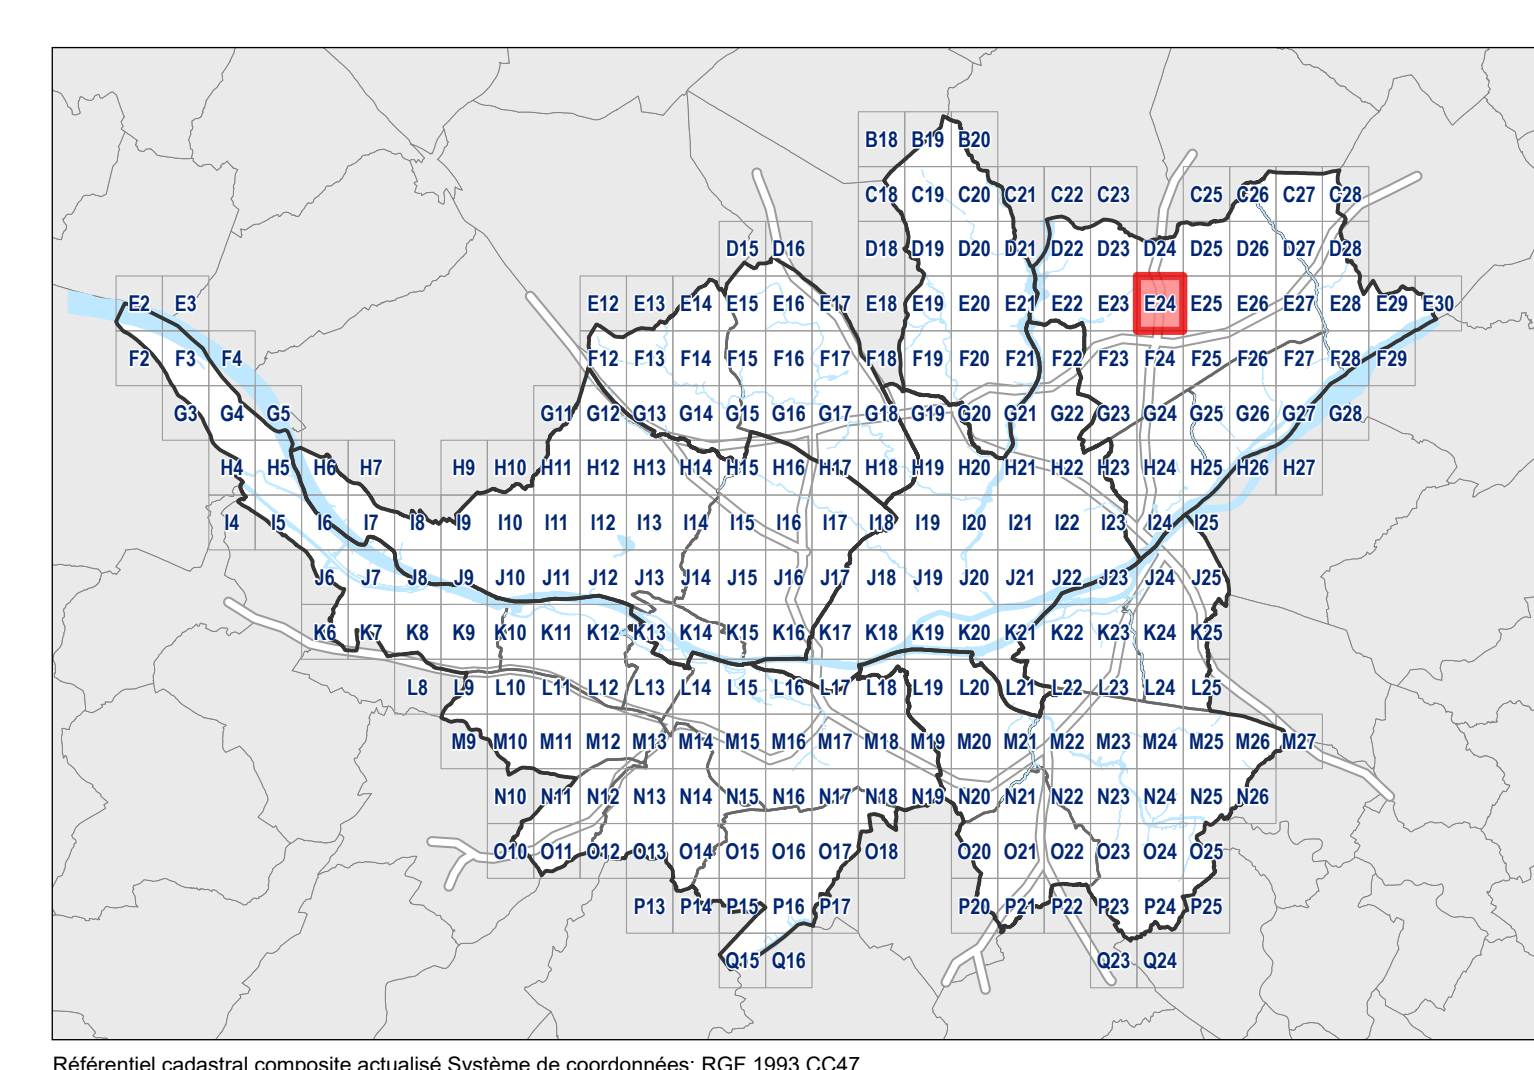 B18 B19 B20
C18 C19 C20 C21 C22 C23 C25 C26 C27 C28
D15 D16 D18 D19 D20 D21 D22 D23 D24 D25 D26 D27 D28
E2 E3 E12 E13 E14 E15 E16 E17 E18 E19 E20 E21 E22 E23 E24 E25 E26 E27 E28 E29 E30
F2 F3 F4 F12 F13 F14 F15 F16 F17 F18 F19 F20 F21 F22 F23 F24 F25 F26 F27 F28 F29
G3 G4 G5 G11 G12 G13 G14 G15 G16 G17 G18 G19 G20 G21 G22 G23 G24 G25 G26 G27 G28
H4 H5 H6 H7 H9 H10 H11 H12 H13 H14 H15 H16 H17 H18 H19 H20 H21 H22 H23 H24 H25 H26 H27
I4 I5 I6 I7 I8 I9 I10 I11 I12 I13 I14 I15 I16 I17 I18 I19 I20 I21 I22 I23 I24 I25
J6 J7 J8 J9 J10 J11 J12 J13 J14 J15 J16 J17 J18 J19 J20 J21 J22 J23 J24 J25
K6 K7 K8 K9 K10 K11 K12 K13 K14 K15 K16 K17 K18 K19 K20 K21 K22 K23 K24 K25
L8 L9 L10 L11 L12 L13 L14 L15 L16 L17 L18 L19 L20 L21 L22 L23 L24 L25
M9 M10 M11 M12 M13 M14 M15 M16 M17 M18 M19 M20 M21 M22 M23 M24 M25 M26 M27
N10 N11 N12 N13 N14 N15 N16 N17 N18 N19 N20 N21 N22 N23 N24 N25 N26
O10 O11 O12 O13 O14 O15 O16 O17 O18 O20 O21 O22 O23 O24 O25
P13 P14 P15 P16 P17 P20 P21 P22 P23 P24 P25
Q15 Q16 Q23 Q24
Référentiel cadastral composite actualisé Système de coordonnées: RGF 1993 CC47